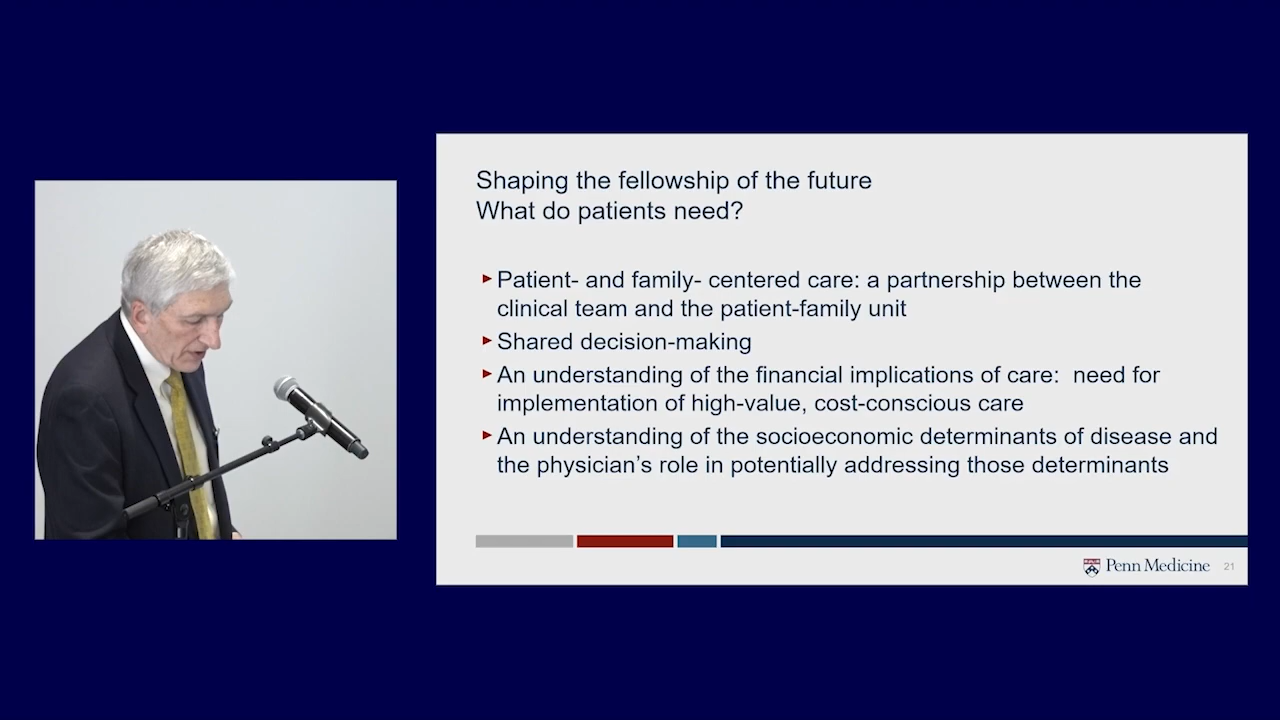 Shaping the fellowship of the future
What do patients need?
►Patient- and family- centered care: a partnership between the
clinical team and the patient-family unit
►Shared decision-making
►An understanding of the financial implications of care:  need for
implementation of high-value, cost-conscious care
►An understanding of the socioeconomic determinants of disease and
the physician’s role in potentially addressing those determinants
Penn Medicine 21